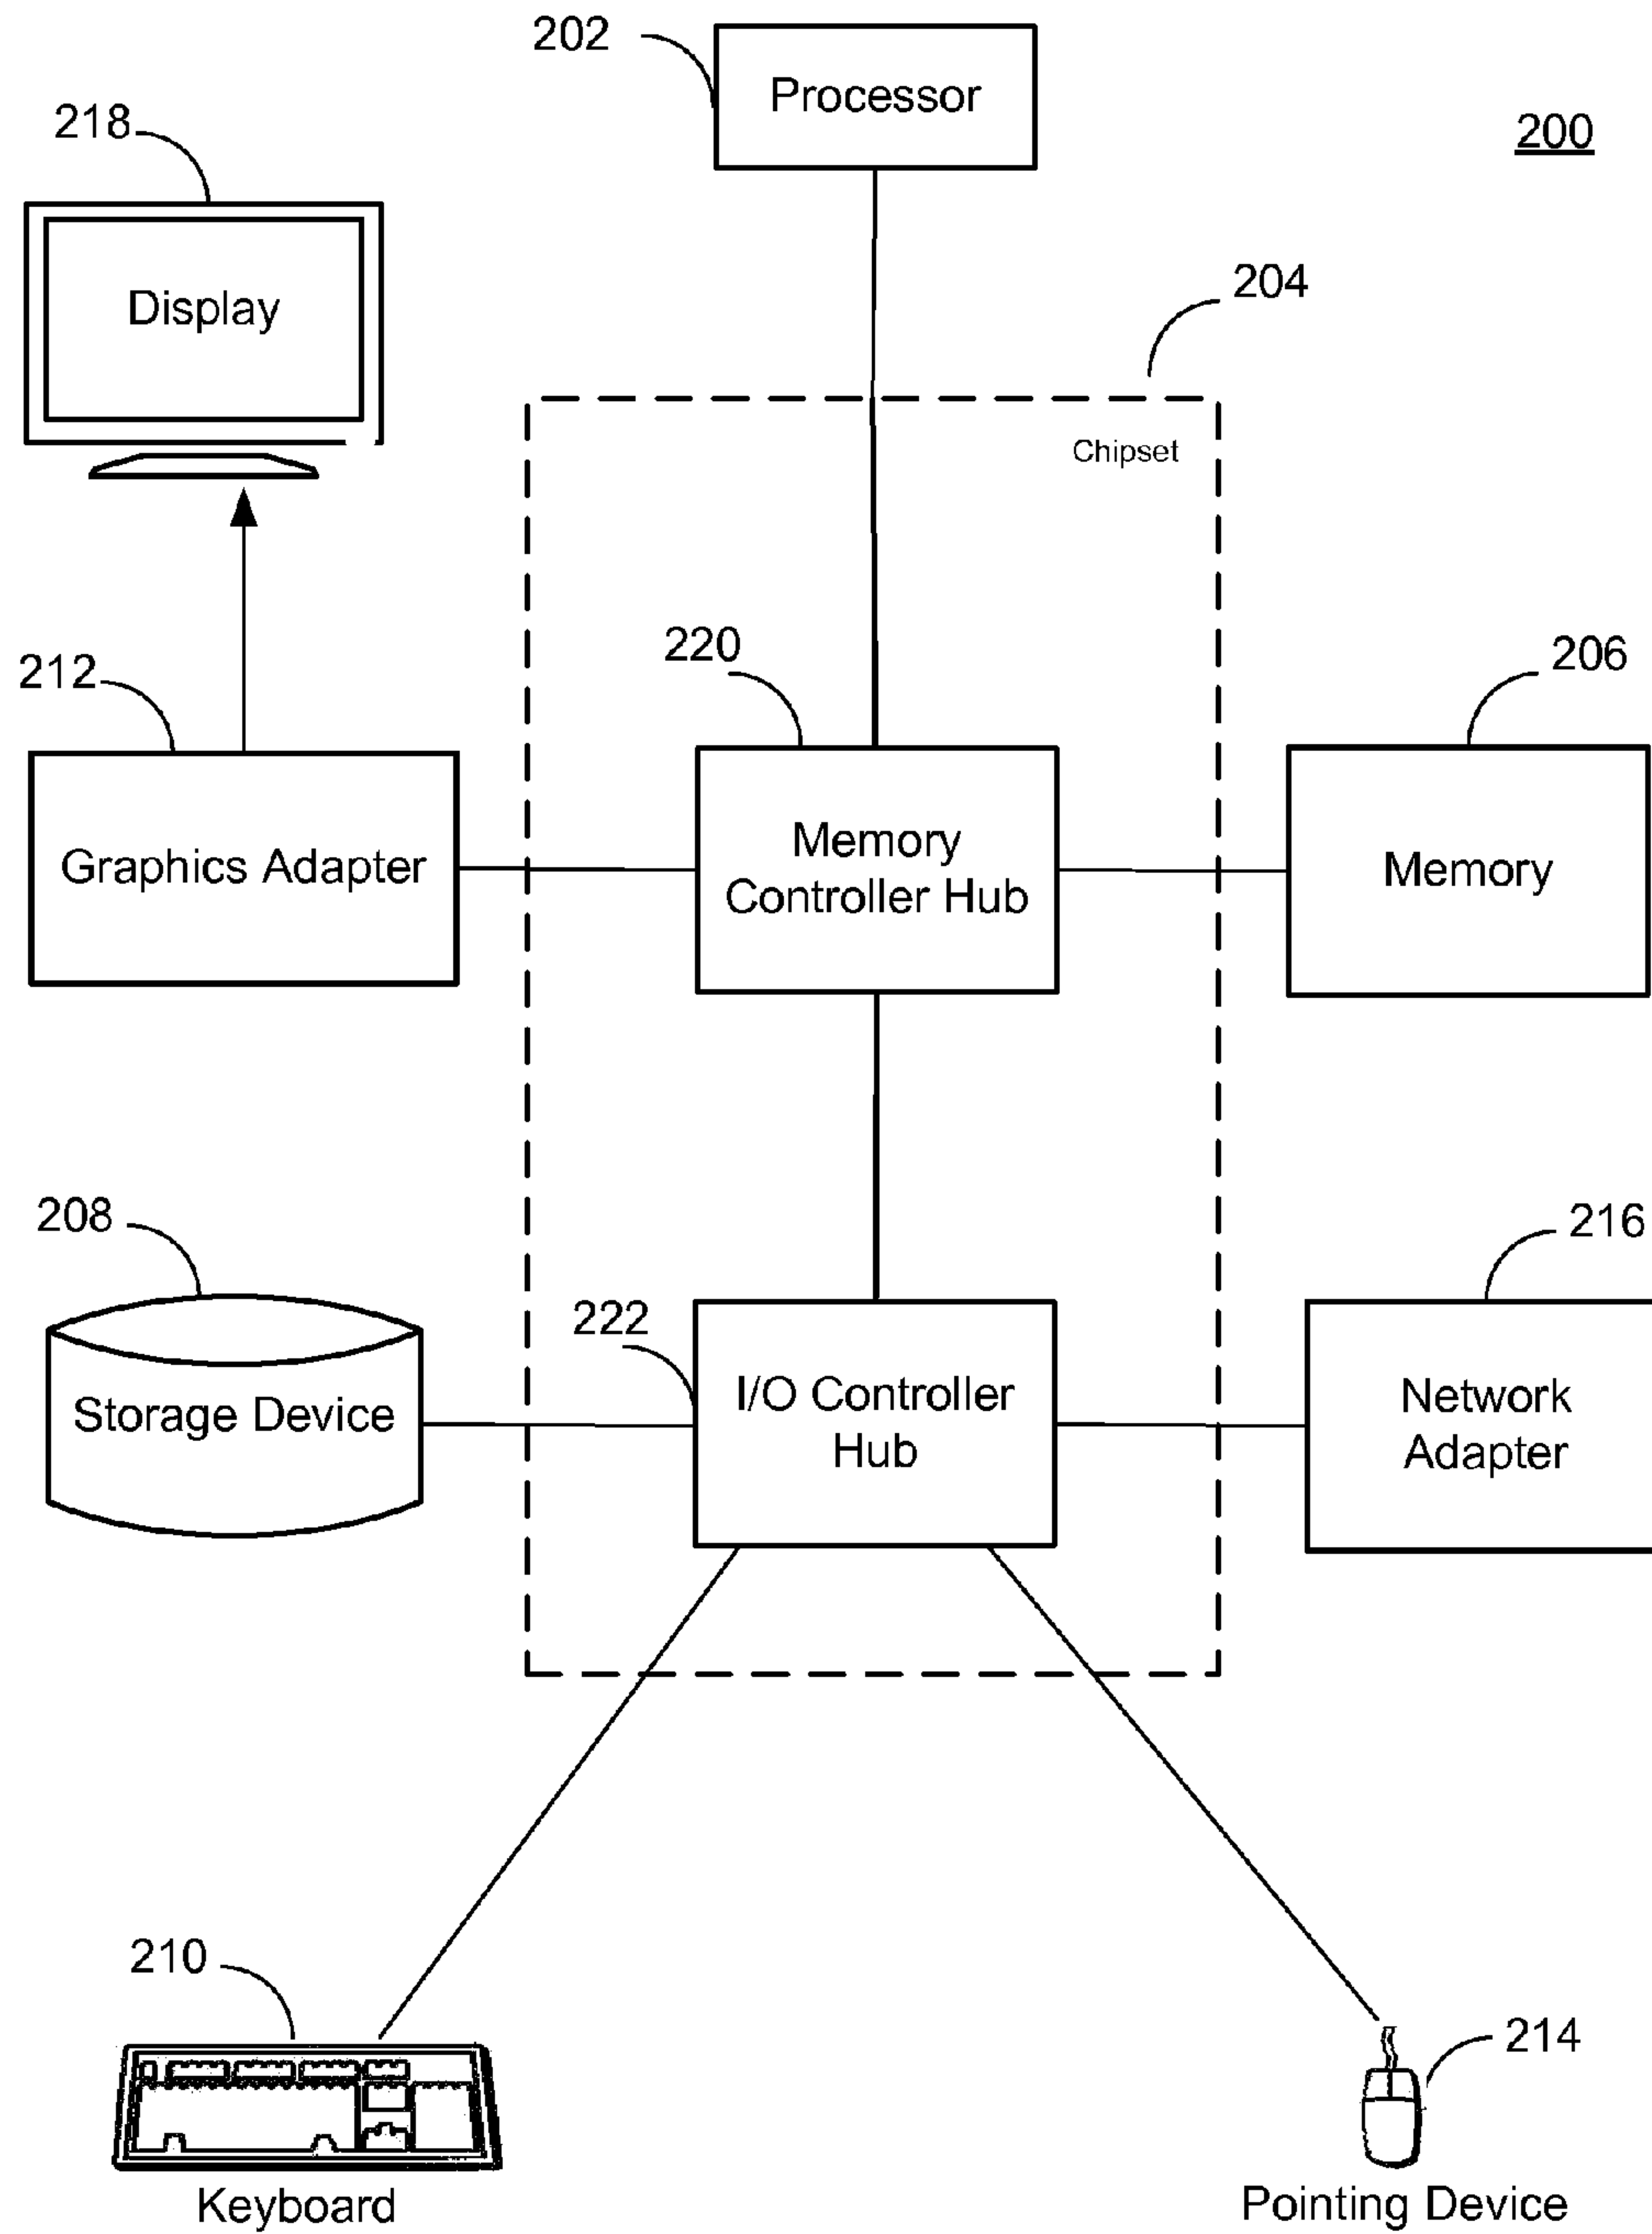 202
Processor
218
200
Display
204
Chipset
220
206
212
Memory
Controller Hub
Graphics Adapter
Memory
208
216
222
I/O Controller
Hub
Storage Device
Network
Adapter
210
214
Keyboard
Pointing Device